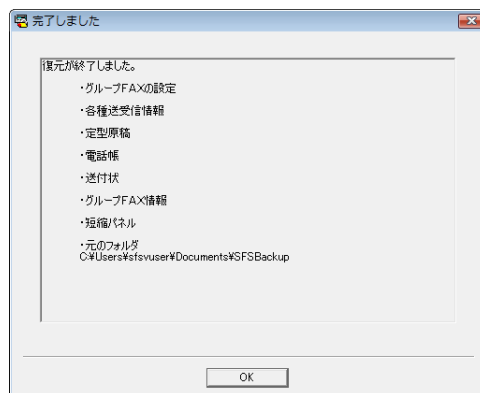 完了しました
復元が終了しました。
・グループFAXの設定
・各種送受信情報
・定型原稿
・電話帳
・送付状
・グループFAX情報
・短縮パネル
・元のフォルダ
C:¥Users¥sfsvuser¥Documents¥SFSBackup
OK